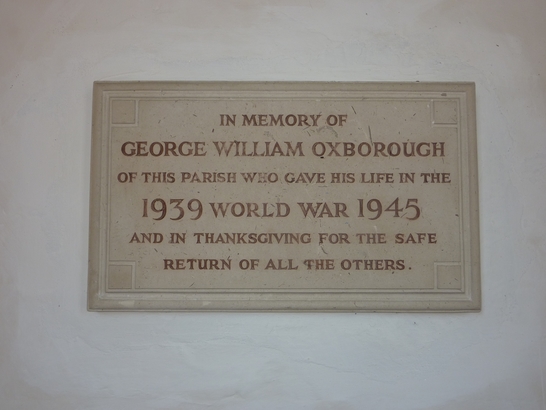 IN MEMORY OF
GEORGE WILLIAM OXBOROUGH
OF THIS PARISH WHO GAVE HIS LIFE IN THE
1939 WORLD WAR 1945
AND IN THANKSGIVING FOR THE SAFE
RETURN OF ALL THE OTHERS.